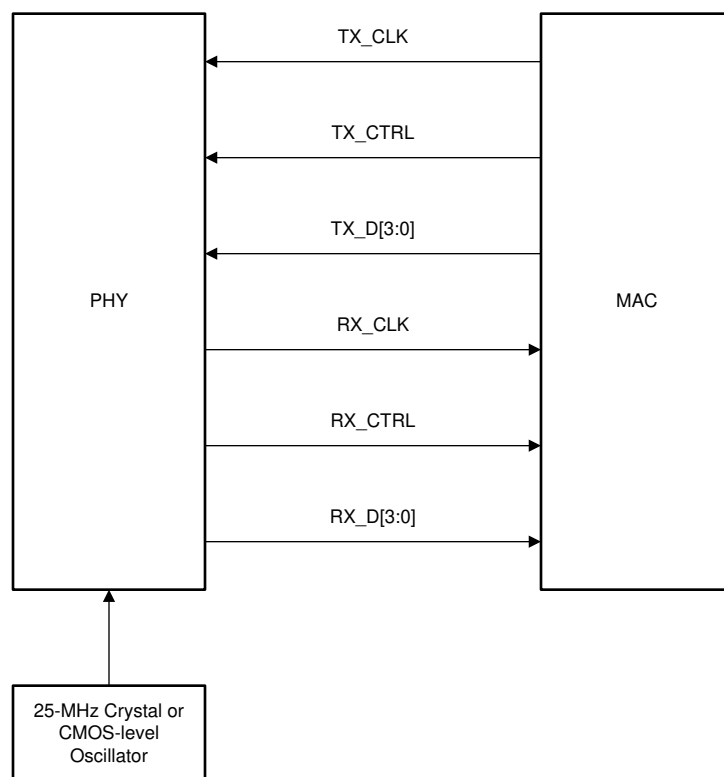 TX_CLK
TX_CTRL
TX_D[3:0]
PHY
MAC
RX_CLK
RX_CTRL
RX_D[3:0]
25-MHz Crystal or
CMOS-level
Oscillator